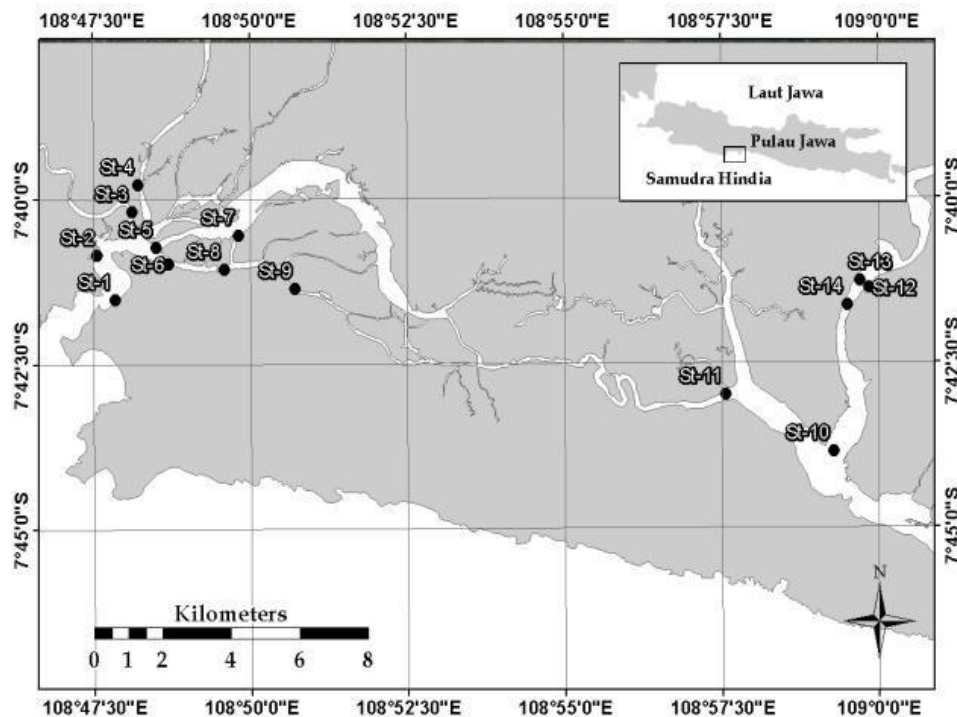 108°47'30"E 108°50'0"E 108°52'30"E 108°55'0"E 108°57'30"E 109°0'0"E
Laut Jawa
Pulau Jawa
Samudra Hindia
7°40'0"S
7°40'0"S
St-4
St-3
St-7
St-5
St-2
St-8
St-6
St-9
St-1
St-13
St-12
St-14
7°42'30"S
7°42'30"S
St-11
St-10
7°45'0"S
7°45'0"S
N
Kilometers
0 1 2 4 6 8
108°47'30"E 108°50'0"E 108°52'30"E 108°55'0"E 108°57'30"E 109°0'0"E